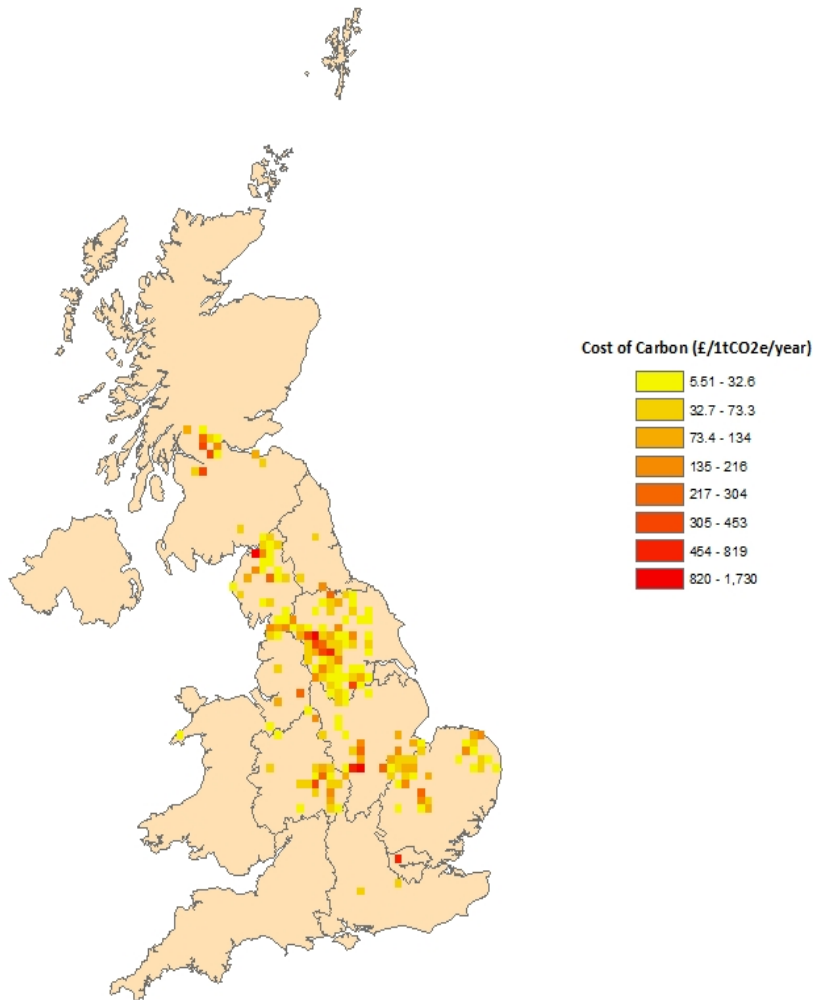 Cost of Carbon (£/1tCO2e/year)
5.51 - 32.6
32.7 - 73.3
73.4 - 134
135 - 216
217 - 304
305 - 453
454 - 819
820 - 1,730